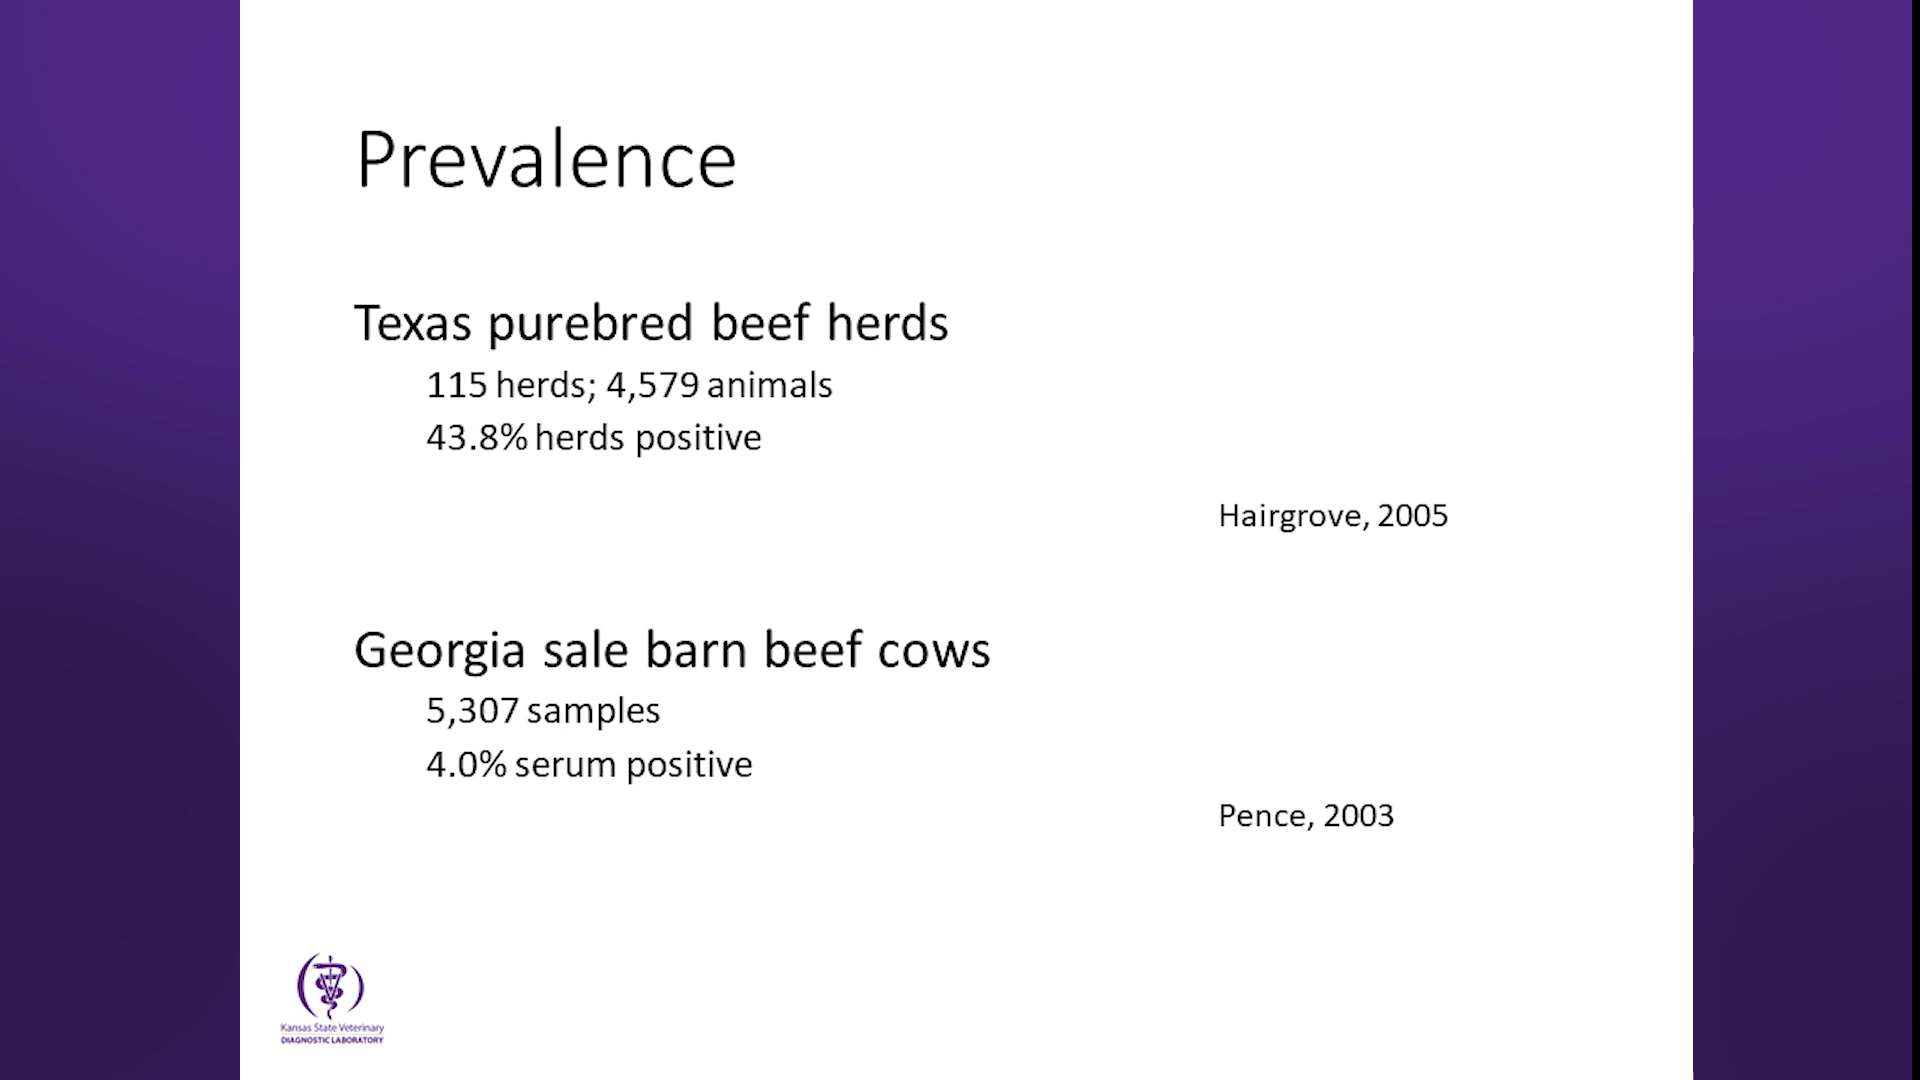 Prevalence
Texas purebred beef herds
115 herds; 4,579 animals
43.8% herds positive
Hairgrove, 2005
Georgia sale barn beef cows
5,307 samples
4.0% serum positive
Pence, 2003
Kansas State Veterinary
DIAGNOSTIC LABORATORY